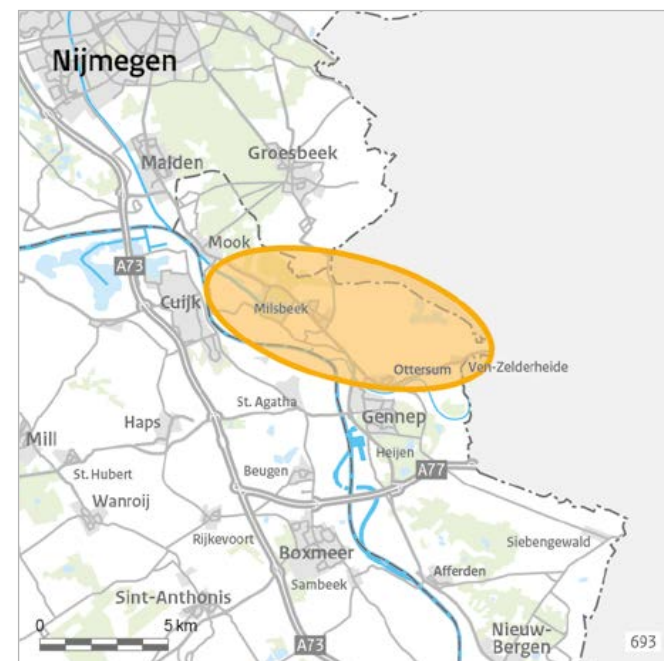 Nijmegen
Malden
Groesbeek
Mook
A73
Cuijk
Milsbeek
Ottersum
Ven-Zelderheide
St. Agatha
Gennep
Haps
Mill
Heijen
Beugen
A77
St. Hubert
Wanroij
Rijkevoort
Boxmeer
Siebengewald
Sambeek
Afferden
Sint-Anthonis
0 5 km
A73
Nieuw-
Bergen
693